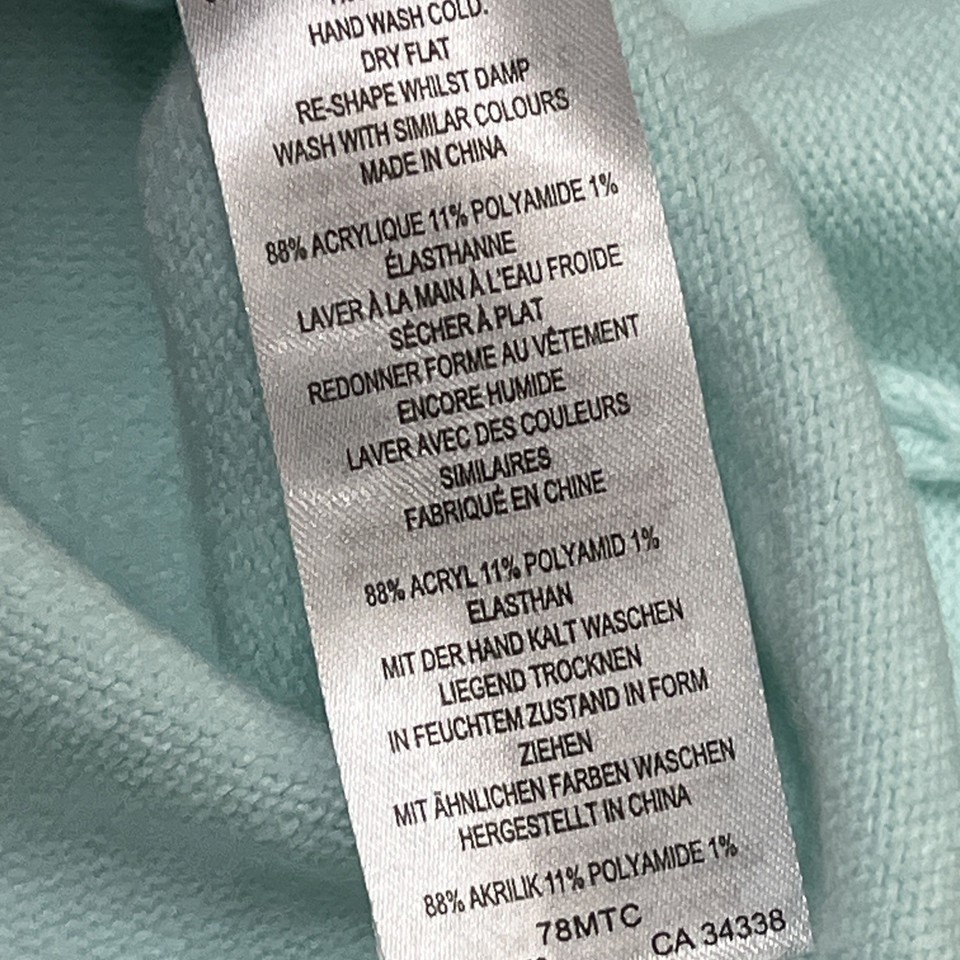 HAND WASH COLD.
DRY FLAT
RE-SHAPE WHILST DAMP
WASH WITH SIMILAR COLOURS
MADE IN CHINA
88% ACRYLIQUE 11% POLYAMIDE 1%
ÉLASTHANNE
LAVER À LA MAIN À L'EAU FROIDE
SÉCHER À PLAT
REDONNER FORME AU VÊTEMENT
ENCORE HUMIDE
LAVER AVEC DES COULEURS
SIMILAIRES
FABRIQUÉ EN CHINE
88% ACRYL 11% POLYAMID 1%
ELASTHAN
MIT DER HAND KALT WASCHEN
LIEGEND TROCKNEN
IN FEUCHTEM ZUSTAND IN FORM
ZIEHEN
MIT ÄHNLICHEN FARBEN WASCHEN
HERGESTELLT IN CHINA
88% AKRILIK 11% POLYAMIDE 1%
78MTC
CA 34338